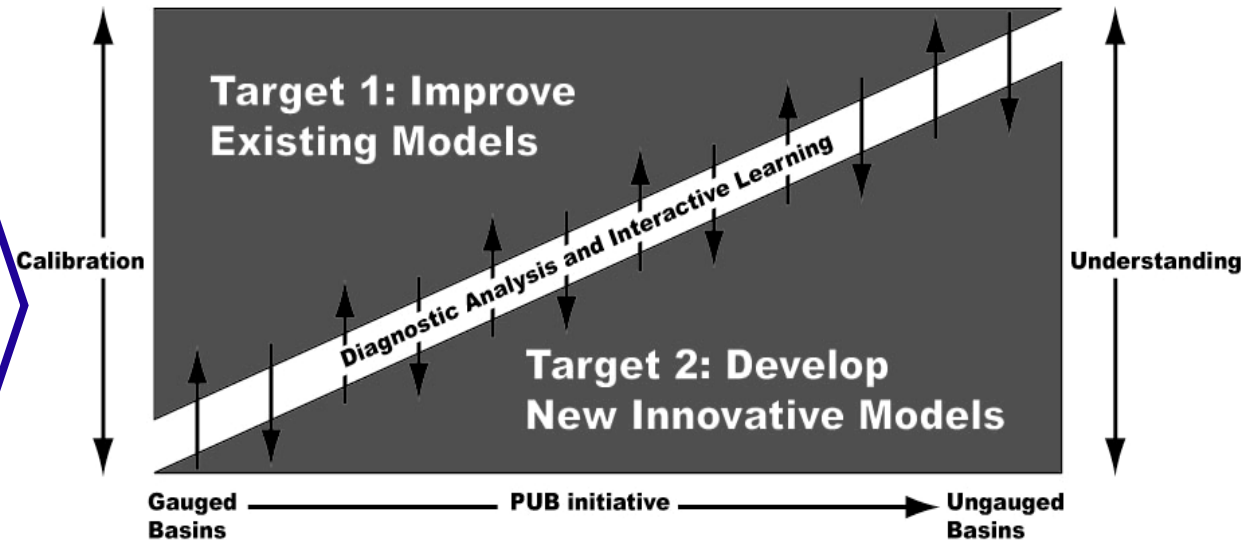 Target 1: Improve
Existing Models
Diagnostic Analysis and Interactive Learning
Calibration
Understanding
Target 2: Develop
New Innovative Models
Gauged
Basins
PUB initiative
Ungauged
Basins